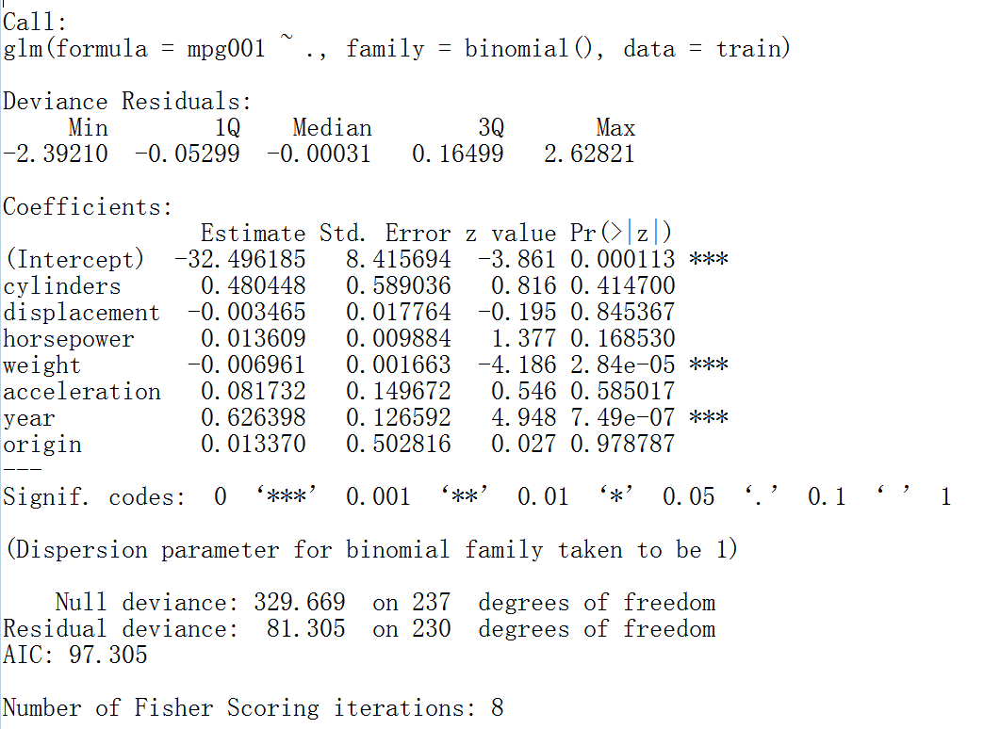 Call:
glm(formula = mpg001 ~ ., family = binomial(), data = train)
Deviance Residuals:
Min 1Q Median 3Q Max
-2.39210 -0.05299 -0.00031 0.16499 2.62821
Coefficients:
Estimate Std. Error z value Pr(>|z|)
(Intercept) -32.496185 8.415694 -3.861 0.000113 ***
cylinders 0.480448 0.589036 0.816 0.414700
displacement -0.003465 0.017764 -0.195 0.845367
horsepower 0.013609 0.009884 1.377 0.168530
weight -0.006961 0.001663 -4.186 2.84e-05 ***
acceleration 0.081732 0.149672 0.546 0.585017
year 0.626398 0.126592 4.948 7.49e-07 ***
origin 0.013370 0.502816 0.027 0.978787
---
Signif. codes: 0 ‘***’ 0.001 ‘**’ 0.01 ‘*’ 0.05 ‘.’ 0.1 ‘ ’ 1
(Dispersion parameter for binomial family taken to be 1)
Null deviance: 329.669 on 237 degrees of freedom
Residual deviance: 81.305 on 230 degrees of freedom
AIC: 97.305
Number of Fisher Scoring iterations: 8